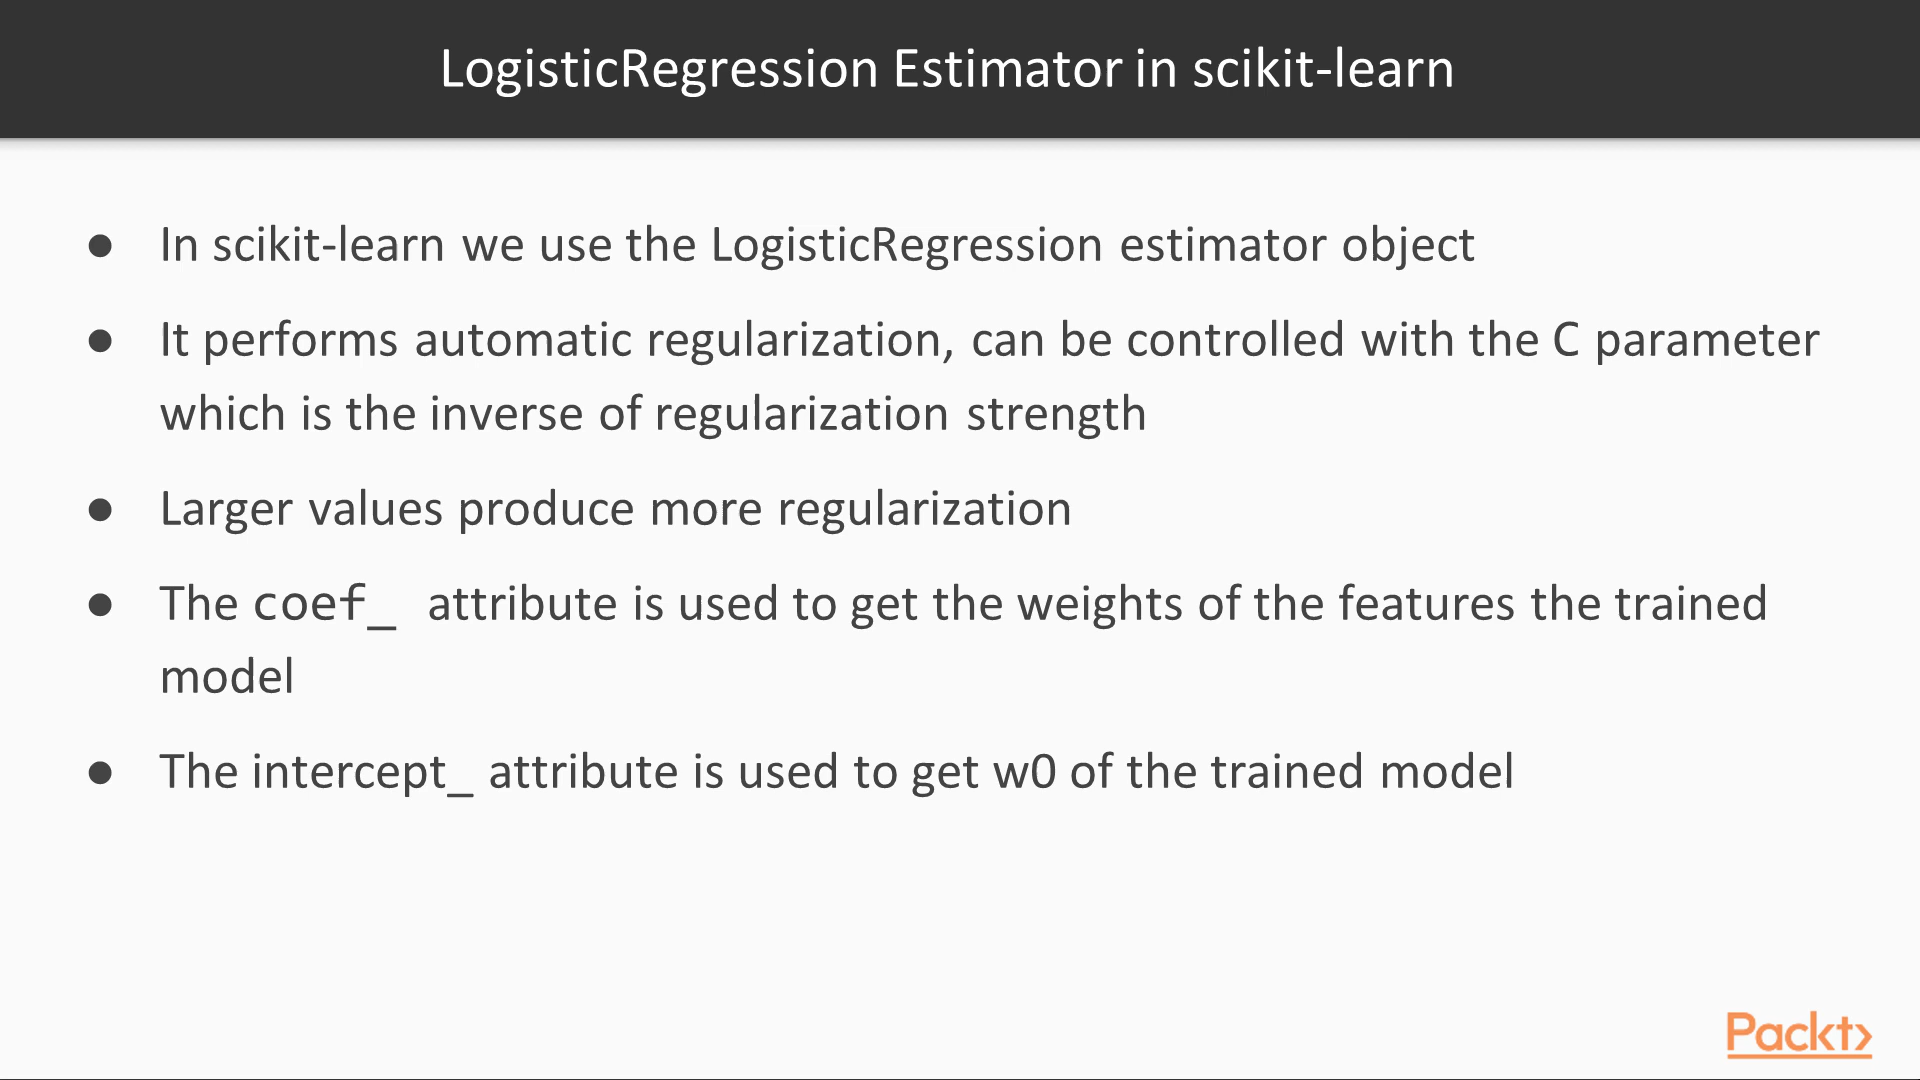 LogisticRegression Estimator in scikit-learn
● In scikit-learn we use the LogisticRegression estimator object
● It performs automatic regularization, can be controlled with the C parameter
which is the inverse of regularization strength
● Larger values produce more regularization
● The coef_ attribute is used to get the weights of the features the trained
model
● The intercept_ attribute is used to get w0 of the trained model
Packt>